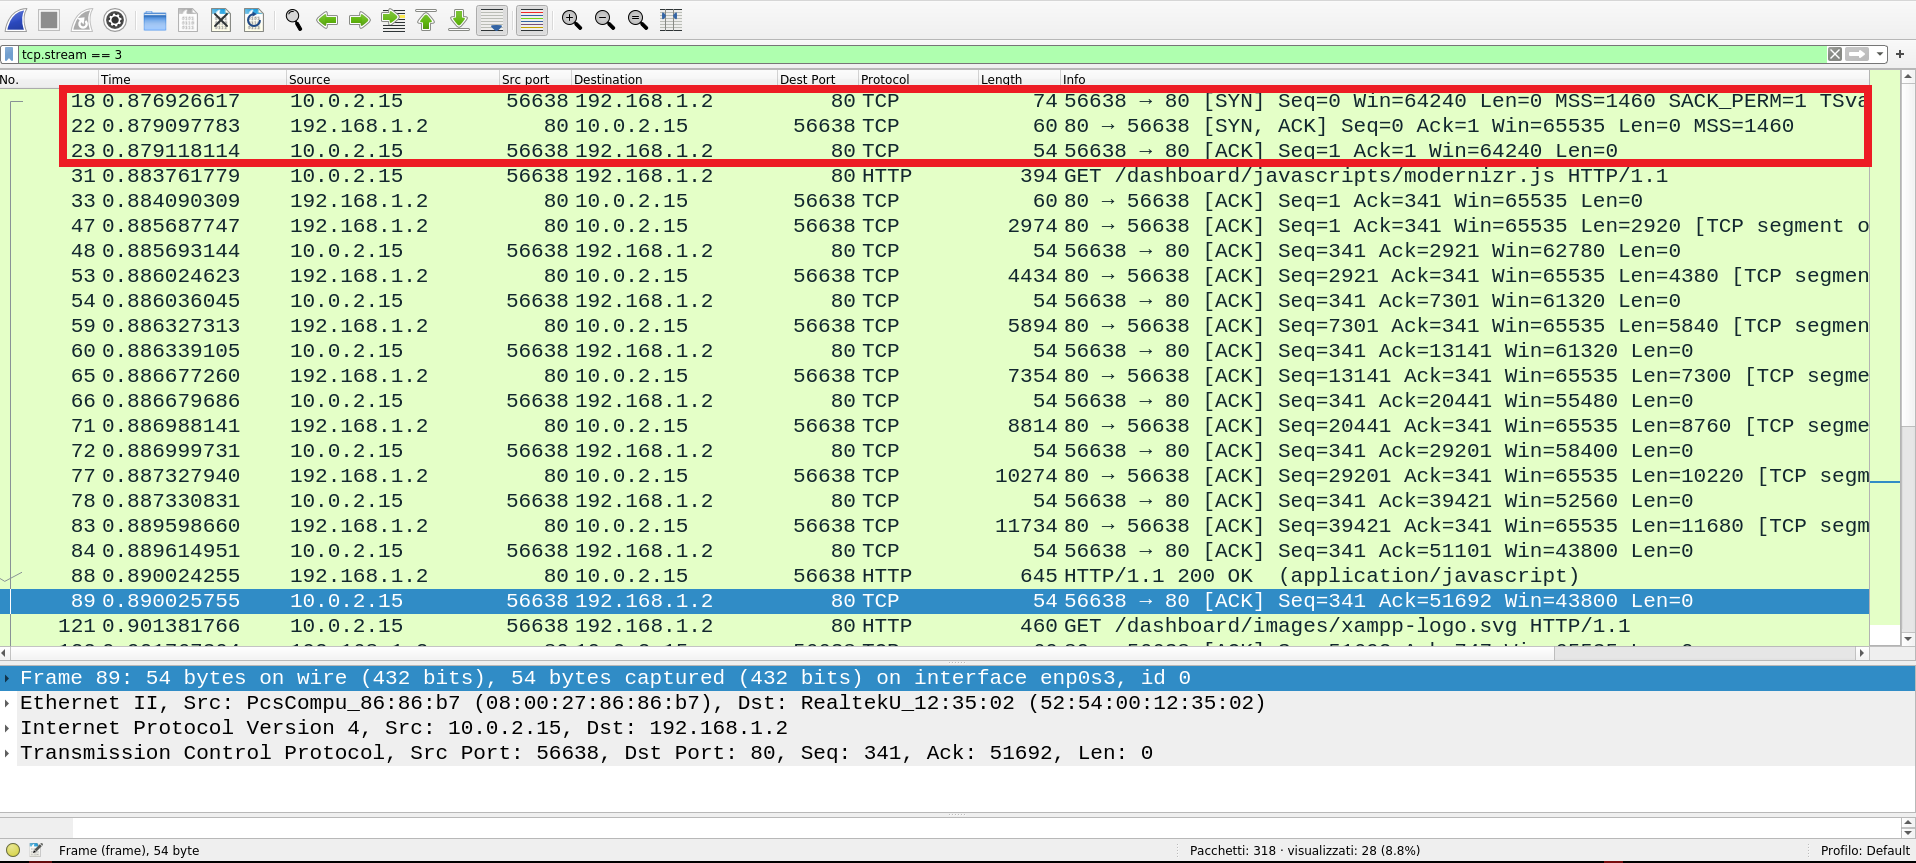 tcp.stream == 3
No. Time Source Src port Destination Dest Port Protocol Length Info
18 0.876926617 10.0.2.15 56638 192.168.1.2 80 TCP 74 56638 → 80 [SYN] Seq=0 Win=64240 Len=0 MSS=1460 SACK_PERM=1 TSva
22 0.879097783 192.168.1.2 80 10.0.2.15 56638 TCP 60 80 → 56638 [SYN, ACK] Seq=0 Ack=1 Win=65535 Len=0 MSS=1460
23 0.879118114 10.0.2.15 56638 192.168.1.2 80 TCP 54 56638 → 80 [ACK] Seq=1 Ack=1 Win=64240 Len=0
31 0.883761779 10.0.2.15 56638 192.168.1.2 80 HTTP 394 GET /dashboard/javascripts/modernizr.js HTTP/1.1
33 0.884090309 192.168.1.2 80 10.0.2.15 56638 TCP 60 80 → 56638 [ACK] Seq=1 Ack=341 Win=65535 Len=0
47 0.885687747 192.168.1.2 80 10.0.2.15 56638 TCP 2974 80 → 56638 [ACK] Seq=1 Ack=341 Win=65535 Len=2920 [TCP segment o
48 0.885693144 10.0.2.15 56638 192.168.1.2 80 TCP 54 56638 → 80 [ACK] Seq=341 Ack=2921 Win=62780 Len=0
53 0.886024623 192.168.1.2 80 10.0.2.15 56638 TCP 4434 80 → 56638 [ACK] Seq=2921 Ack=341 Win=65535 Len=4380 [TCP segmen
54 0.886036045 10.0.2.15 56638 192.168.1.2 80 TCP 54 56638 → 80 [ACK] Seq=341 Ack=7301 Win=61320 Len=0
59 0.886327313 192.168.1.2 80 10.0.2.15 56638 TCP 5894 80 → 56638 [ACK] Seq=7301 Ack=341 Win=65535 Len=5840 [TCP segmen
60 0.886339105 10.0.2.15 56638 192.168.1.2 80 TCP 54 56638 → 80 [ACK] Seq=341 Ack=13141 Win=61320 Len=0
65 0.886677260 192.168.1.2 80 10.0.2.15 56638 TCP 7354 80 → 56638 [ACK] Seq=13141 Ack=341 Win=65535 Len=7300 [TCP segme
66 0.886679686 10.0.2.15 56638 192.168.1.2 80 TCP 54 56638 → 80 [ACK] Seq=341 Ack=20441 Win=55480 Len=0
71 0.886988141 192.168.1.2 80 10.0.2.15 56638 TCP 8814 80 → 56638 [ACK] Seq=20441 Ack=341 Win=65535 Len=8760 [TCP segme
72 0.886999731 10.0.2.15 56638 192.168.1.2 80 TCP 54 56638 → 80 [ACK] Seq=341 Ack=29201 Win=58400 Len=0
77 0.887327940 192.168.1.2 80 10.0.2.15 56638 TCP 10274 80 → 56638 [ACK] Seq=29201 Ack=341 Win=65535 Len=10220 [TCP segm
78 0.887330831 10.0.2.15 56638 192.168.1.2 80 TCP 54 56638 → 80 [ACK] Seq=341 Ack=39421 Win=52560 Len=0
83 0.889598660 192.168.1.2 80 10.0.2.15 56638 TCP 11734 80 → 56638 [ACK] Seq=39421 Ack=341 Win=65535 Len=11680 [TCP segm
84 0.889614951 10.0.2.15 56638 192.168.1.2 80 TCP 54 56638 → 80 [ACK] Seq=341 Ack=51101 Win=43800 Len=0
88 0.890024255 192.168.1.2 80 10.0.2.15 56638 HTTP 645 HTTP/1.1 200 OK (application/javascript)
89 0.890025755 10.0.2.15 56638 192.168.1.2 80 TCP 54 56638 → 80 [ACK] Seq=341 Ack=51692 Win=43800 Len=0
121 0.901381766 10.0.2.15 56638 192.168.1.2 80 HTTP 460 GET /dashboard/images/xampp-logo.svg HTTP/1.1
Frame 89: 54 bytes on wire (432 bits), 54 bytes captured (432 bits) on interface enp0s3, id 0
Ethernet II, Src: PcsCompu_86:86:b7 (08:00:27:86:86:b7), Dst: RealtekU_12:35:02 (52:54:00:12:35:02)
Internet Protocol Version 4, Src: 10.0.2.15, Dst: 192.168.1.2
Transmission Control Protocol, Src Port: 56638, Dst Port: 80, Seq: 341, Ack: 51692, Len: 0
Frame (frame), 54 byte
Pacchetti: 318 · visualizzati: 28 (8.8%)
Profilo: Default